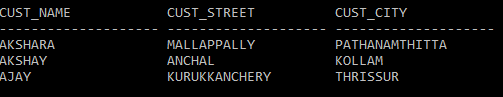 CUST_NAME CUST_STREET CUST_CITY
-------------------- -------------------- --------------------
AKSHARA MALLAPPALLY PATHANAMTHITTA
AKSHAY ANCHAL KOLLAM
AJAY KURUKKANCHERY THRISSUR